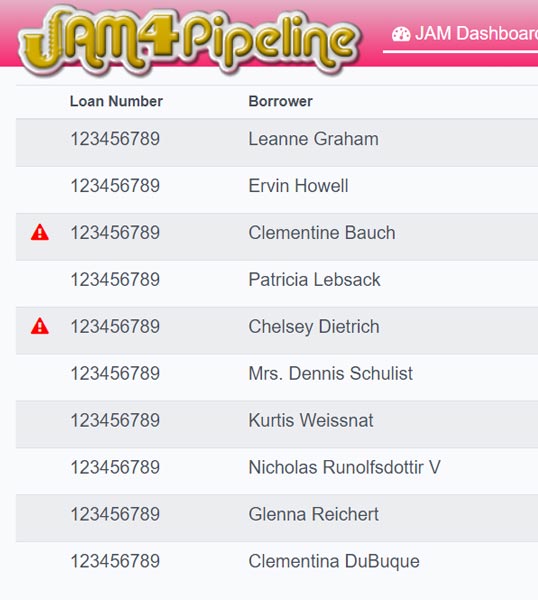 JAM4Pipeline
JAM Dashboard
Loan Number Borrower
123456789 Leanne Graham
123456789 Ervin Howell
123456789 Clementine Bauch
123456789 Patricia Lebsack
123456789 Chelsey Dietrich
123456789 Mrs. Dennis Schulist
123456789 Kurtis Weissnat
123456789 Nicholas Runolfsdottir V
123456789 Glenna Reichert
123456789 Clementina DuBuque